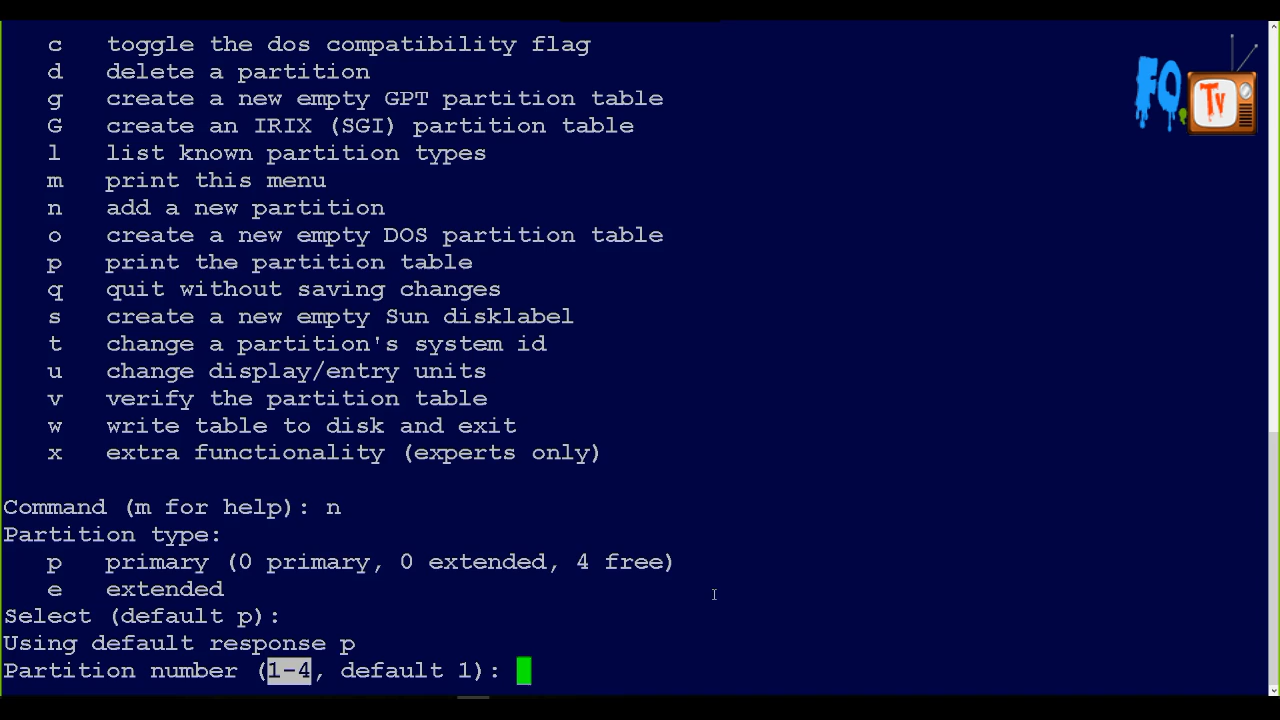 c   toggle the dos compatibility flag
d   delete a partition
g   create a new empty GPT partition table
G   create an IRIX (SGI) partition table
l   list known partition types
m   print this menu
n   add a new partition
o   create a new empty DOS partition table
p   print the partition table
q   quit without saving changes
s   create a new empty Sun disklabel
t   change a partition's system id
u   change display/entry units
v   verify the partition table
w   write table to disk and exit
x   extra functionality (experts only)
Command (m for help): n
Partition type:
p   primary (0 primary, 0 extended, 4 free)
e   extended
Select (default p):
Using default response p
Partition number (1-4, default 1):
FQ. Tv